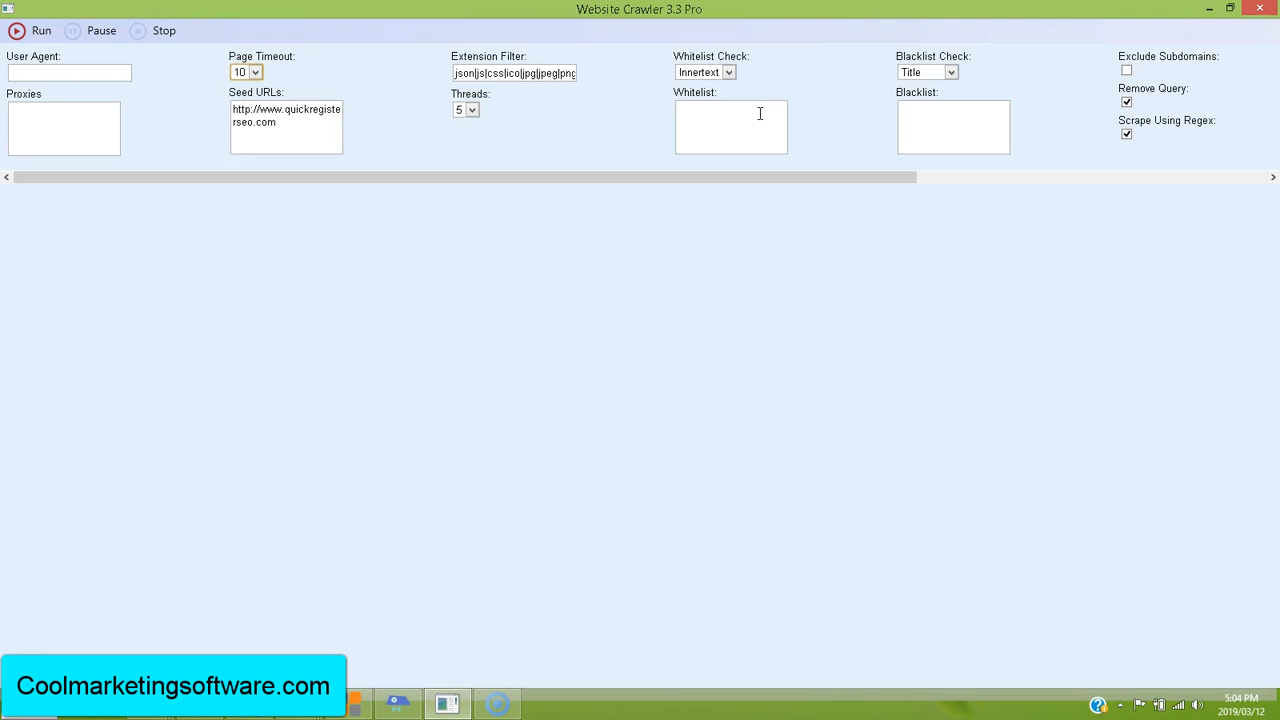 Website Crawler 3.3 Pro
Run Pause Stop
User Agent: Page Timeout: Extension Filter: Whitelist Check: Blacklist Check: Exclude Subdomains:
10 json|js|css|ico|jpg|jpeg|png Innertext Title
Proxies Seed URLs: Threads: Whitelist: Blacklist: Remove Query:
http://www.quickregiste
rseo.com
5
Scrape Using Regex:
Coolmarketingsoftware.com
5:04 PM
2019/03/12